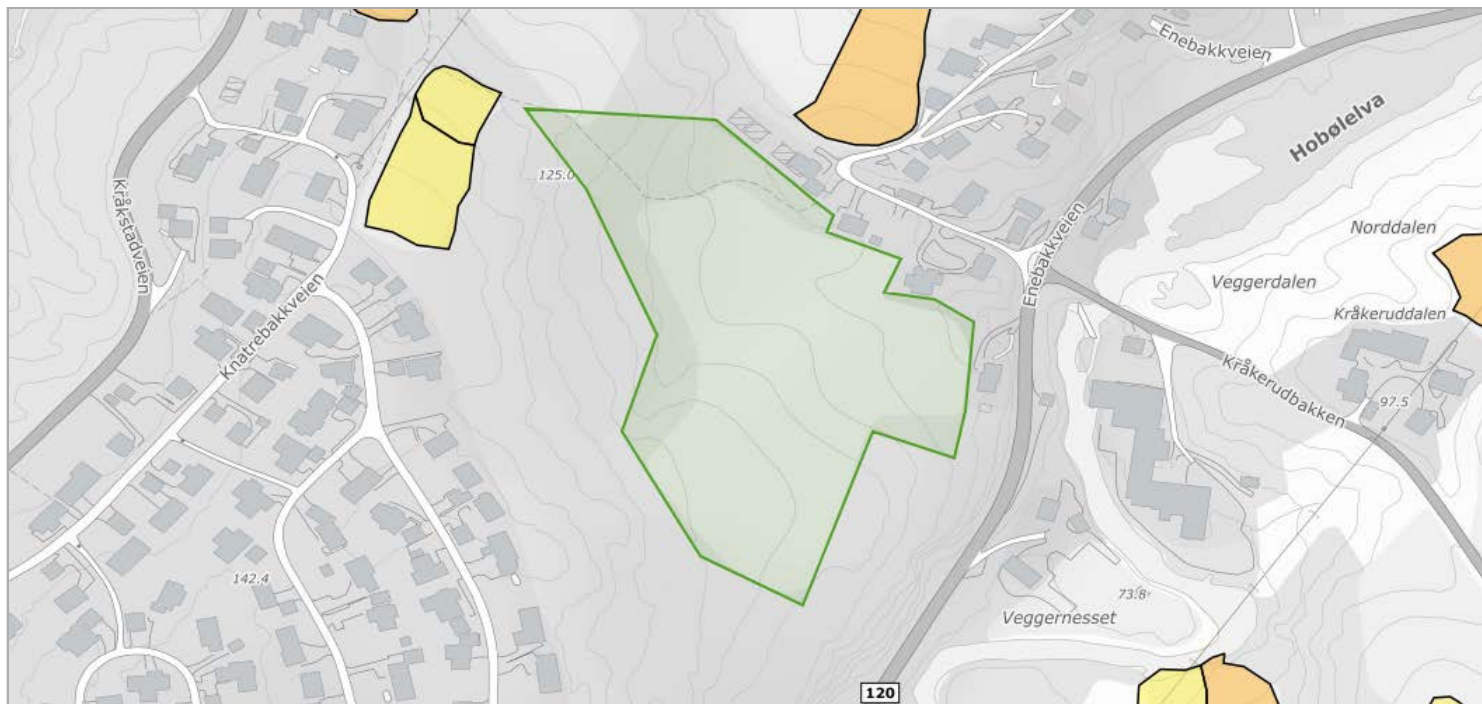 Enebakkveien
Hobølelva
125.0
Kråkstadveien
Enebakkveien
Norddalen
Veggerdalen
Kråkeruddalen
Knatrebakkveien
Kråkerudbakken
97.5
142.4
73.8
Veggernesset
120